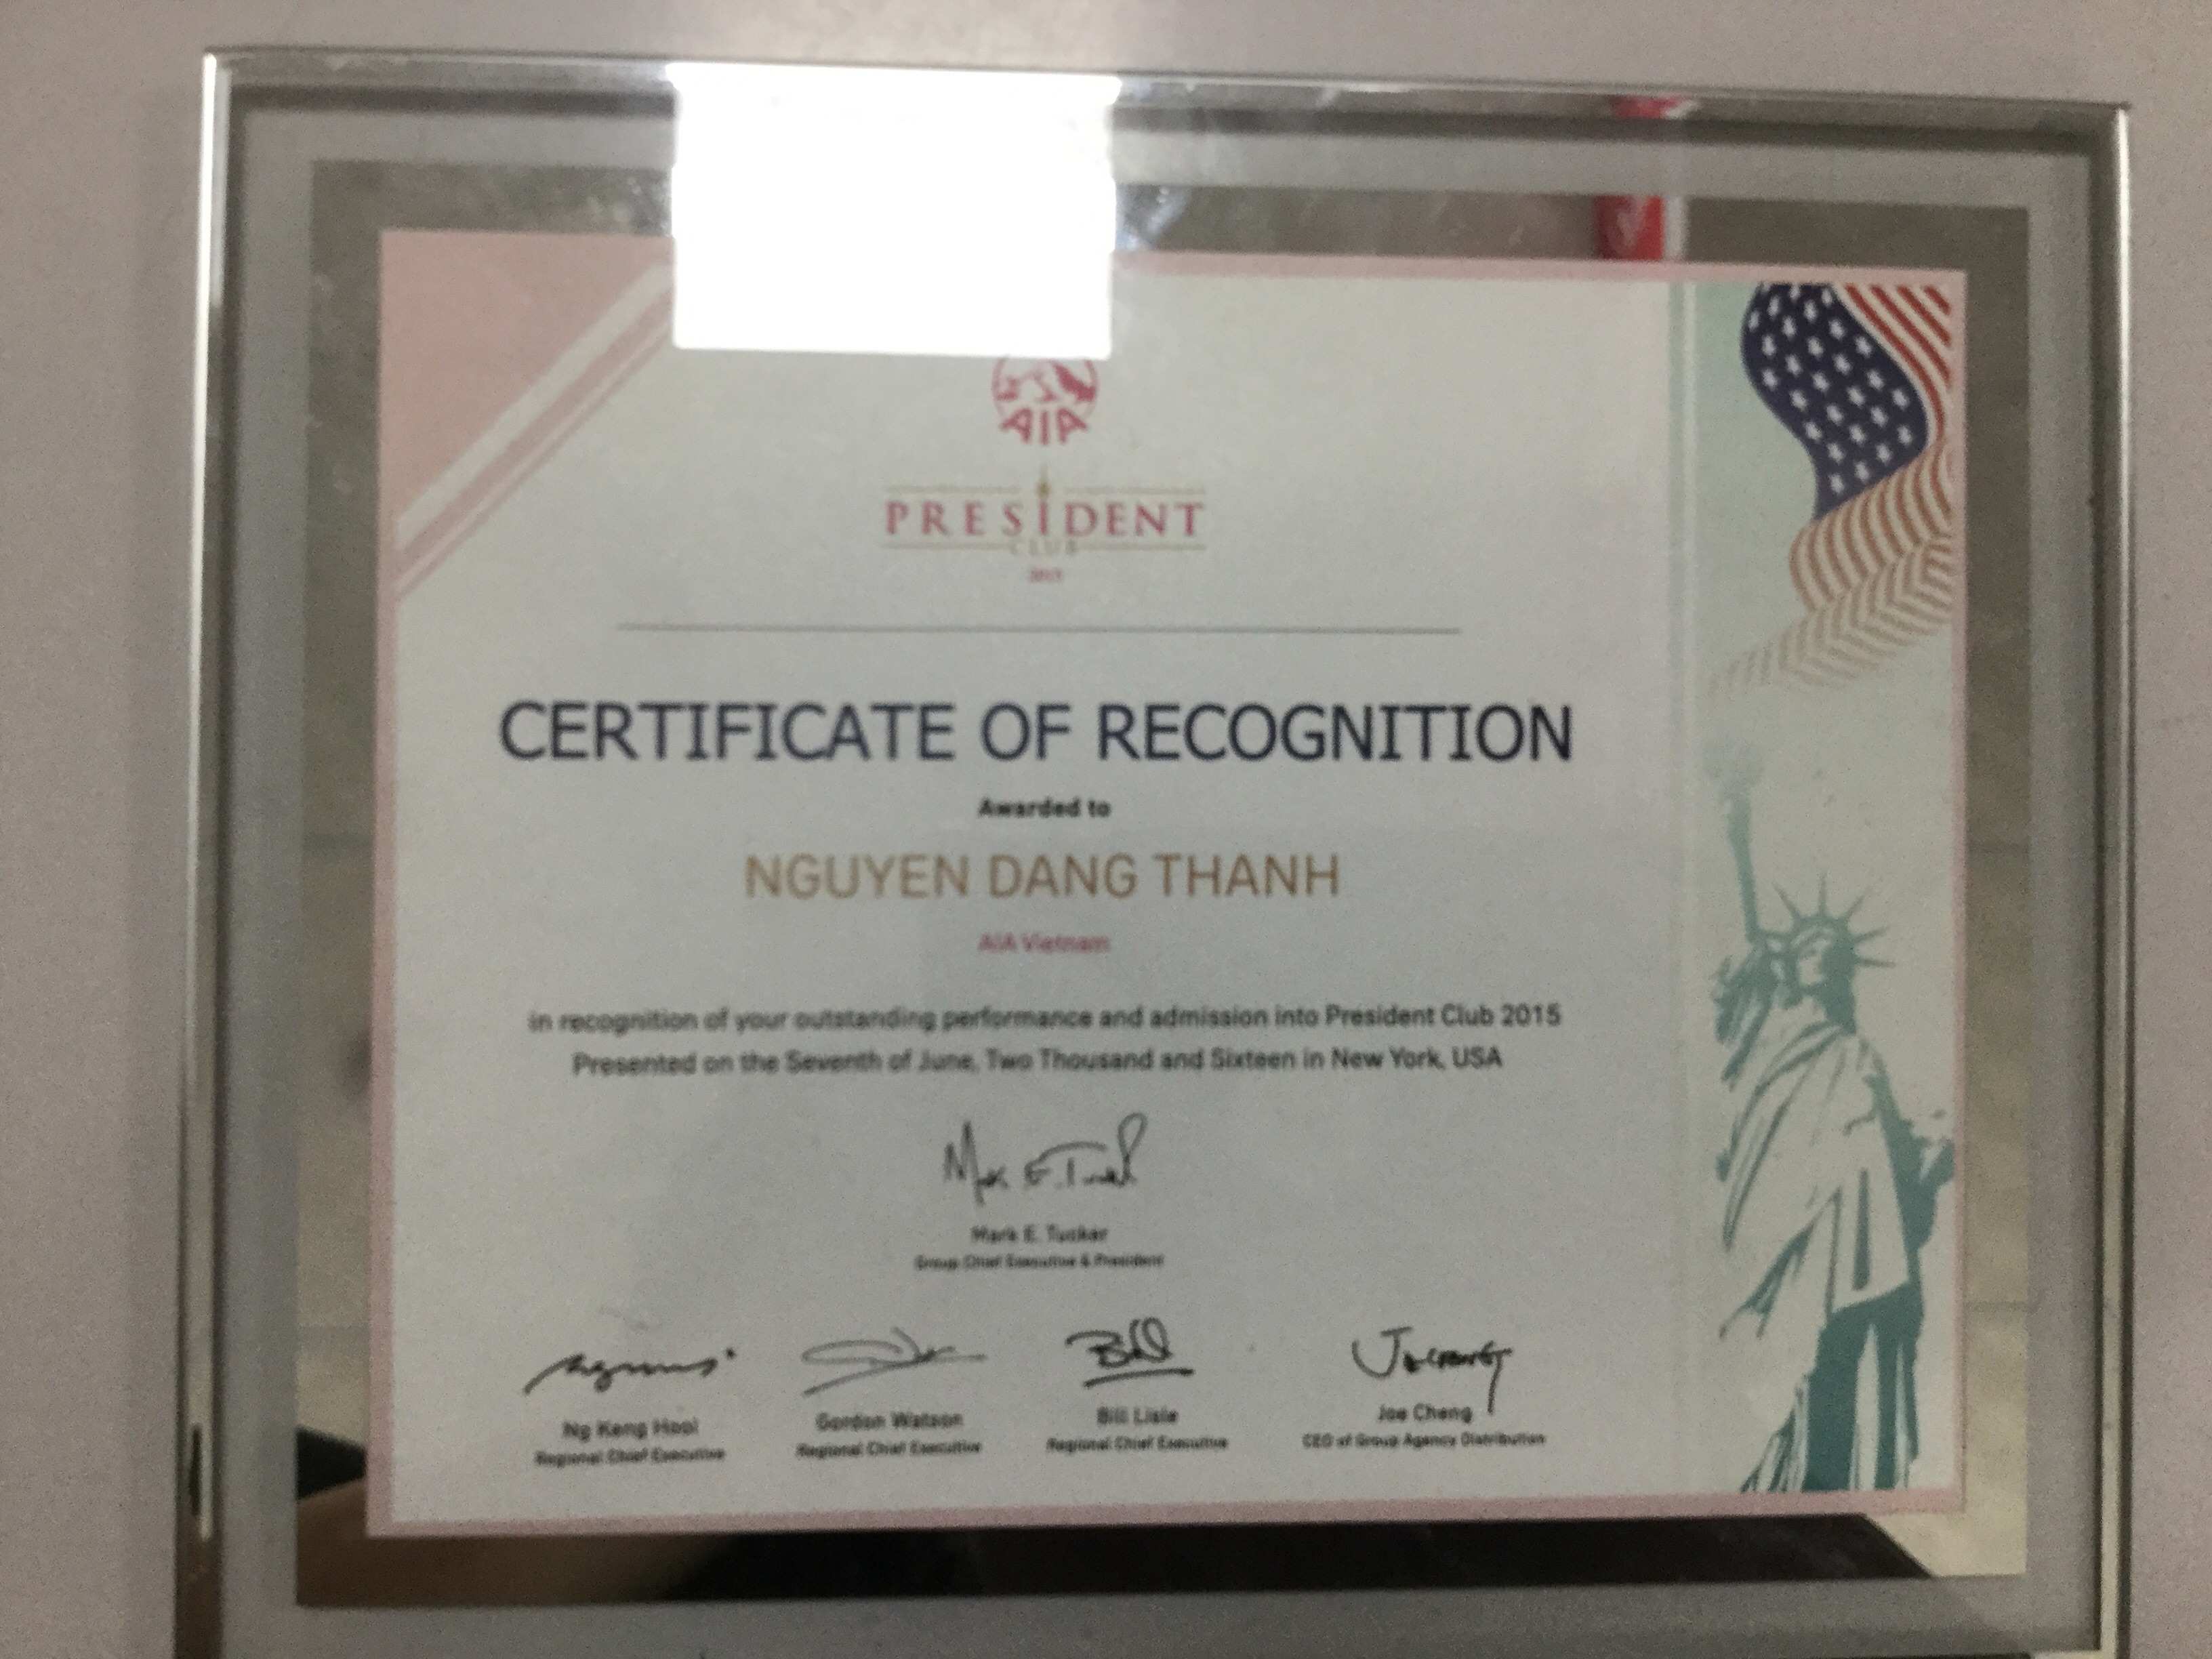 AIA
PRESIDENT
CLUB
2015
CERTIFICATE OF RECOGNITION
Awarded to
NGUYEN DANG THANH
AIA Vietnam
in recognition of your outstanding performance and admission into President Club 2015
Presented on the Seventh of June, Two Thousand and Sixteen in New York, USA
Mark E. Tucker
Group Chief Executive & President
Ng Keng Hooi
Regional Chief Executive
Gordon Watson
Regional Chief Executive
Bill Lisle
Regional Chief Executive
Joe Cheng
CEO of Group Agency Distribution